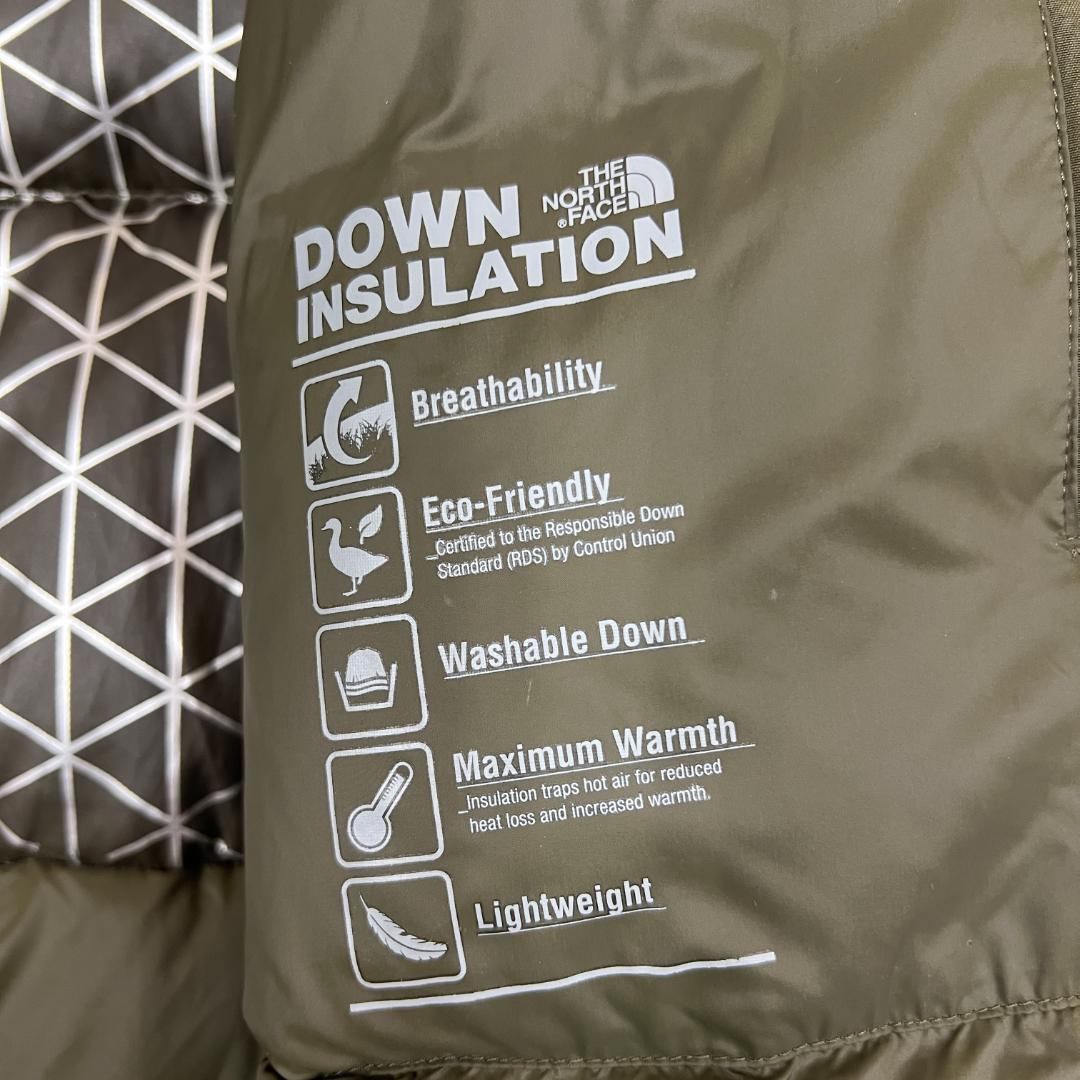 DOWN
THE
NORTH
®FACE
INSULATION
Breathability
Eco-Friendly
Certified to the Responsible Down
Standard (RDS) by Control Union
Washable Down
Maximum Warmth
Insulation traps hot air for reduced
heat loss and increased warmth.
Lightweight